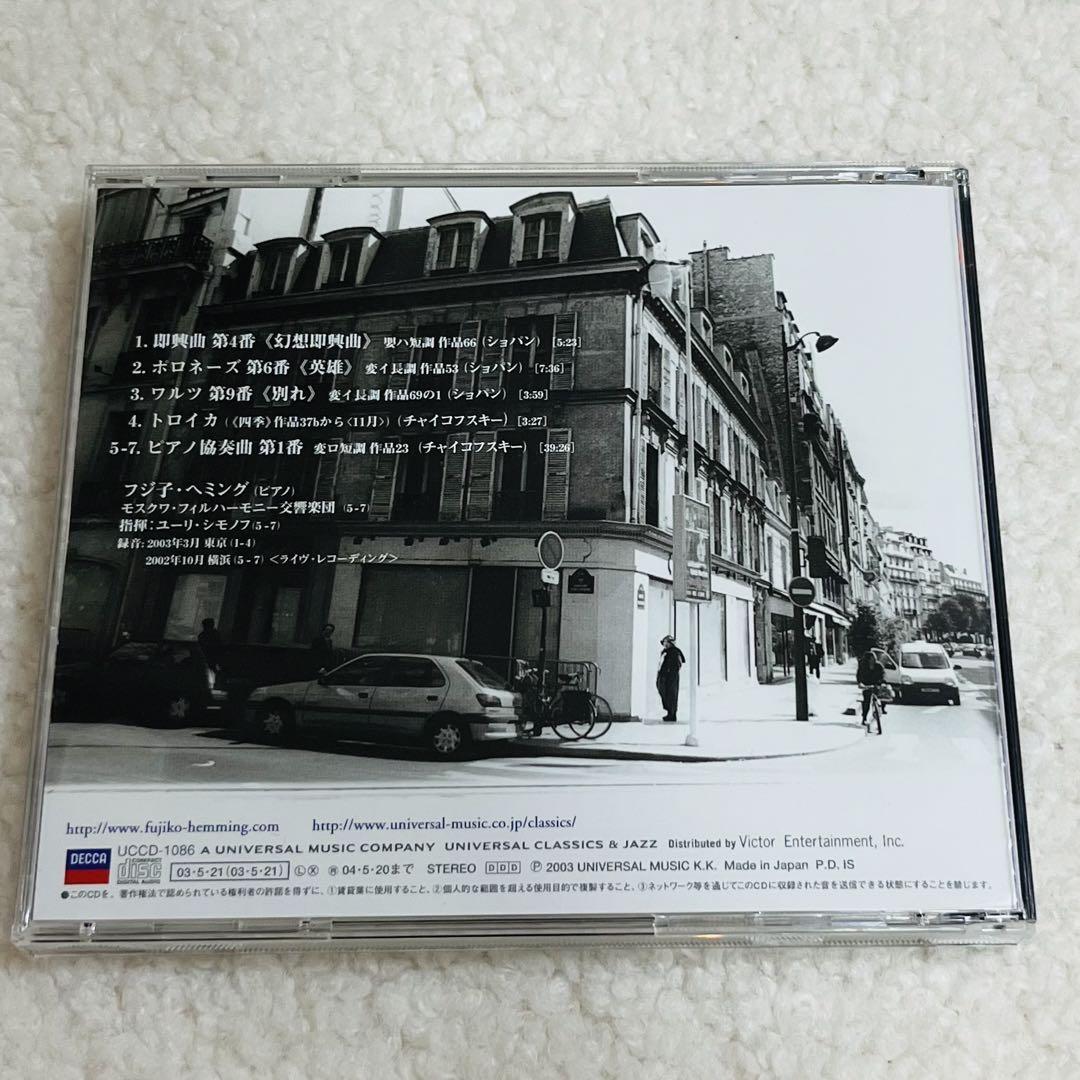 1. 即興曲 第4番《幻想即興曲》 嬰ハ短調 作品66 (ショパン) [5:23]
2. ポロネーズ 第6番《英雄》 変イ長調 作品53 (ショパン) [7:36]
3. ワルツ 第9番《別れ》 変イ長調 作品69の1 (ショパン) [3:59]
4. トロイカ (《四季》作品37bから〈11月〉) (チャイコフスキー) [3:27]
5-7. ピアノ協奏曲 第1番 変ロ短調 作品23 (チャイコフスキー) [39:26]
フジ子・ヘミング (ピアノ)
モスクワ・フィルハーモニー交響楽団 (5-7)
指揮:ユーリ・シモノフ(5-7)
録音:2003年3月 東京(1-4)
2002年10月 横浜(5-7) <ライヴ・レコーディング>
http://www.fujiko-hemming.com http://www.universal-music.co.jp/classics/
DECCA UCCD-1086 A UNIVERSAL MUSIC COMPANY UNIVERSAL CLASSICS & JAZZ Distributed by Victor Entertainment, Inc.
COMPACT disc DIGITAL AUDIO 03・5・21 (03・5・21) Ⓛ Ⓧ 04・5・20まで STEREO DDD Ⓟ 2003 UNIVERSAL MUSIC K.K. Made in Japan P.D. IS
●このCDを、著作権法で認められている権利者の許諾を得ずに、①賃貸業に使用すること、②個人的な範囲を超える使用目的で複製すること、③ネットワーク等を通じてこのCDに収録された音を送信できる状態にすることを禁じます。